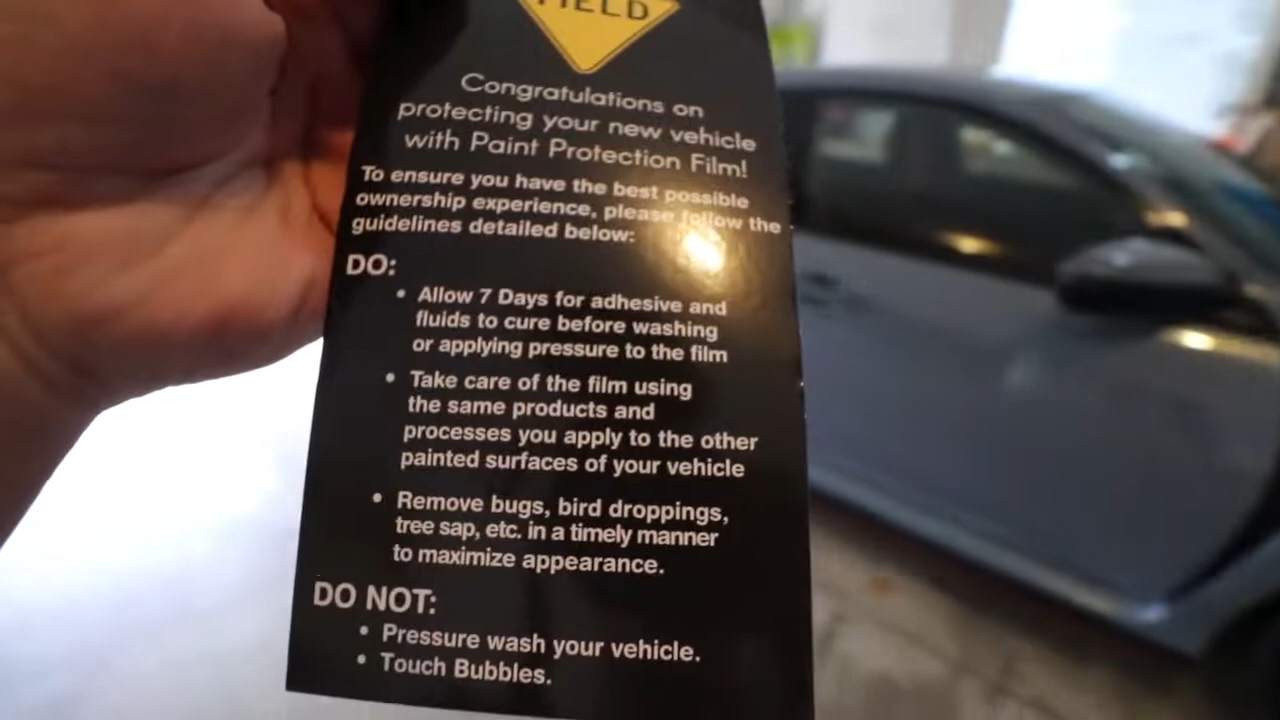 Congratulations on
protecting your new vehicle
with Paint Protection Film!
To ensure you have the best possible
ownership experience, please follow the
guidelines detailed below:
DO:
• Allow 7 Days for adhesive and
fluids to cure before washing
or applying pressure to the film
• Take care of the film using
the same products and
processes you apply to the other
painted surfaces of your vehicle
• Remove bugs, bird droppings,
tree sap, etc. in a timely manner
to maximize appearance.
DO NOT:
• Pressure wash your vehicle.
• Touch Bubbles.